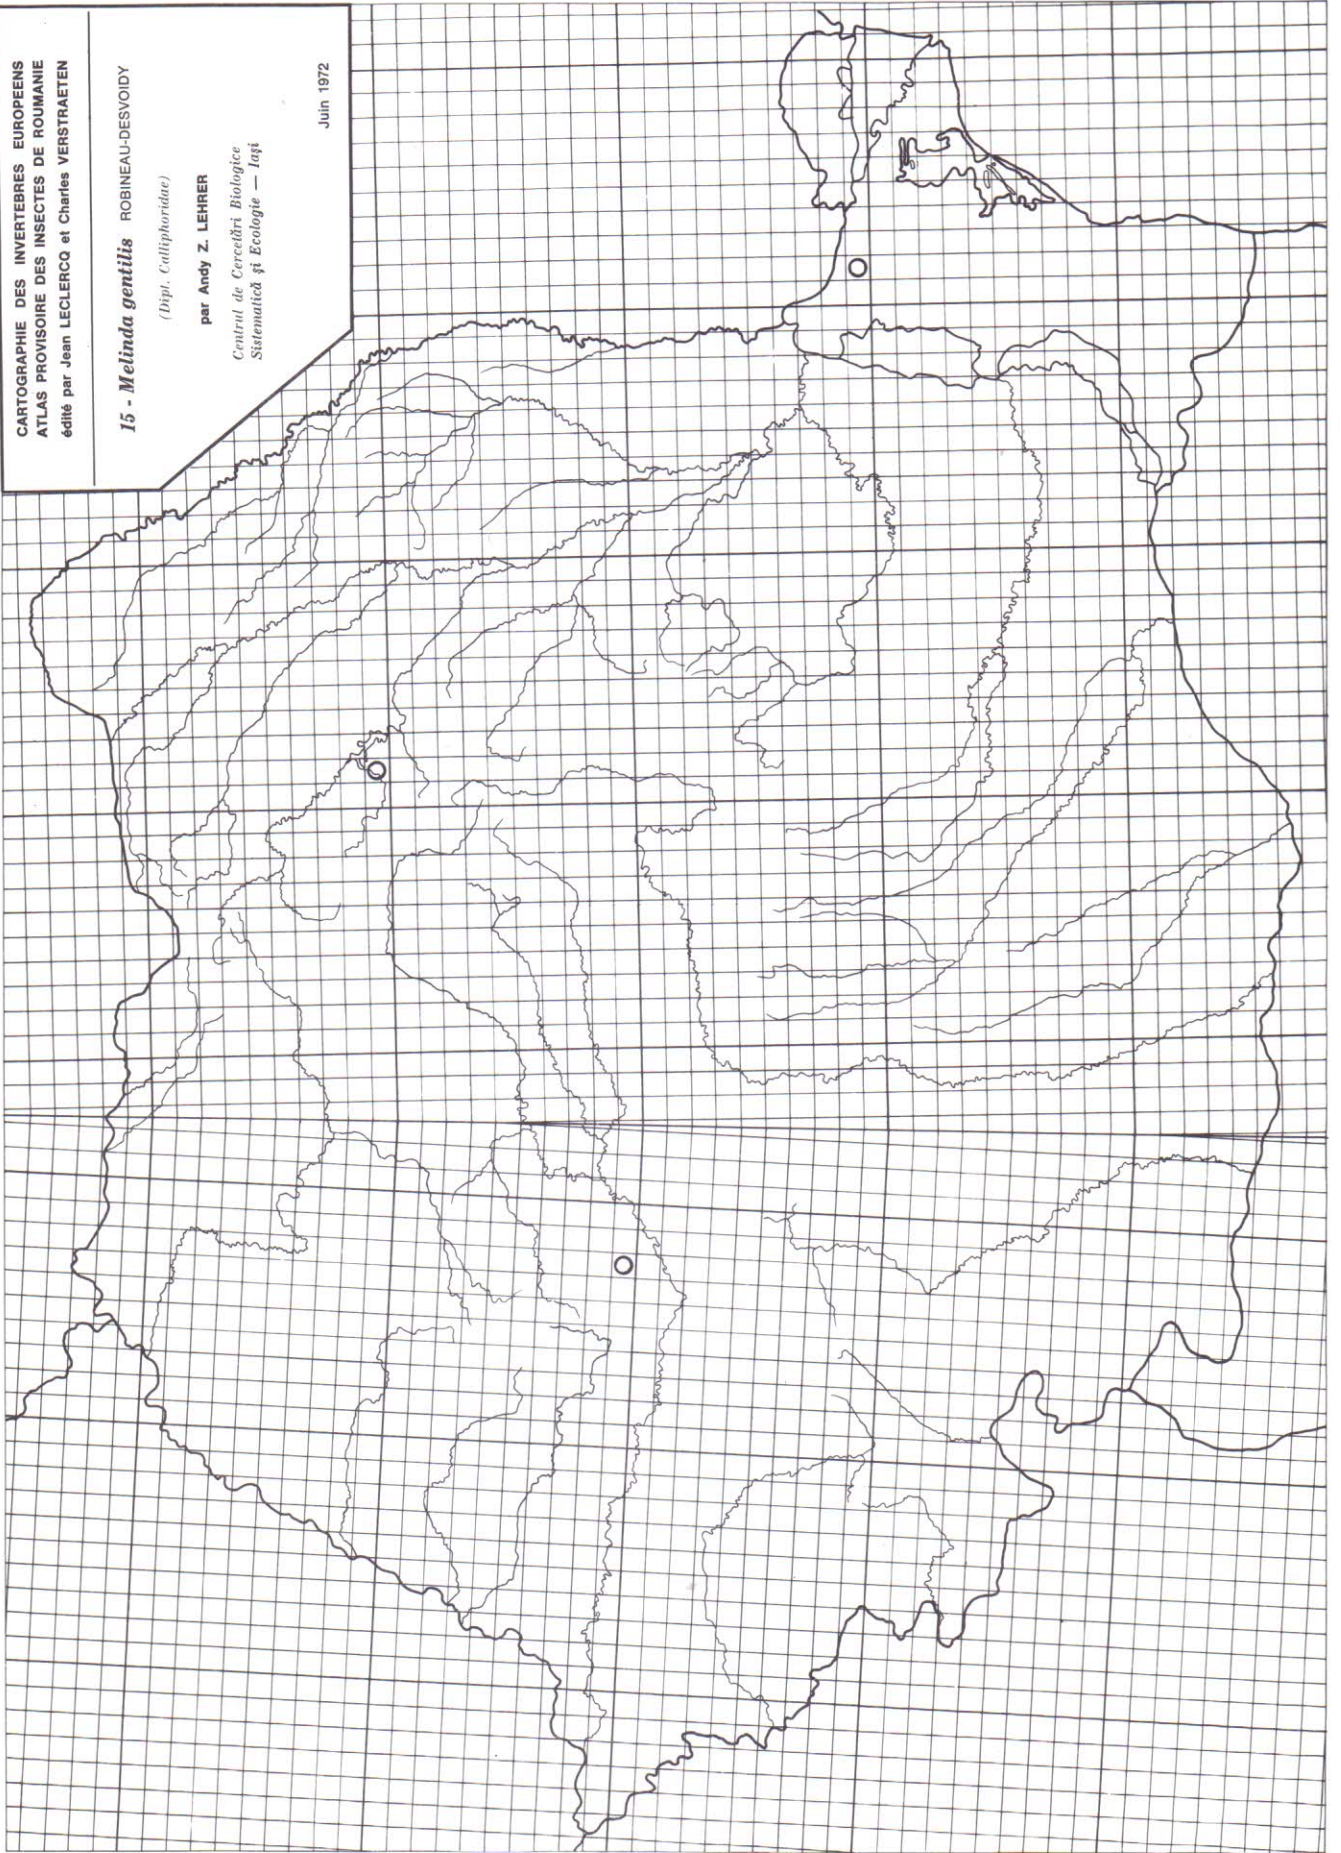 CARTOGRAPHIE DES INVERTEBRES EUROPEENS
ATLAS PROVISOIRE DES INSECTES DE ROUMANIE
édité par Jean LECLERCQ et Charles VERSTRAETEN
15 - Melinda gentilis ROBINEAU-DESVOIDY
(Dipt. Calliphoridae)
par Andy Z. LEHRER
Centrul de Cercetări Biologice
Sistematică şi Ecologie — Iaşi
Juin 1972